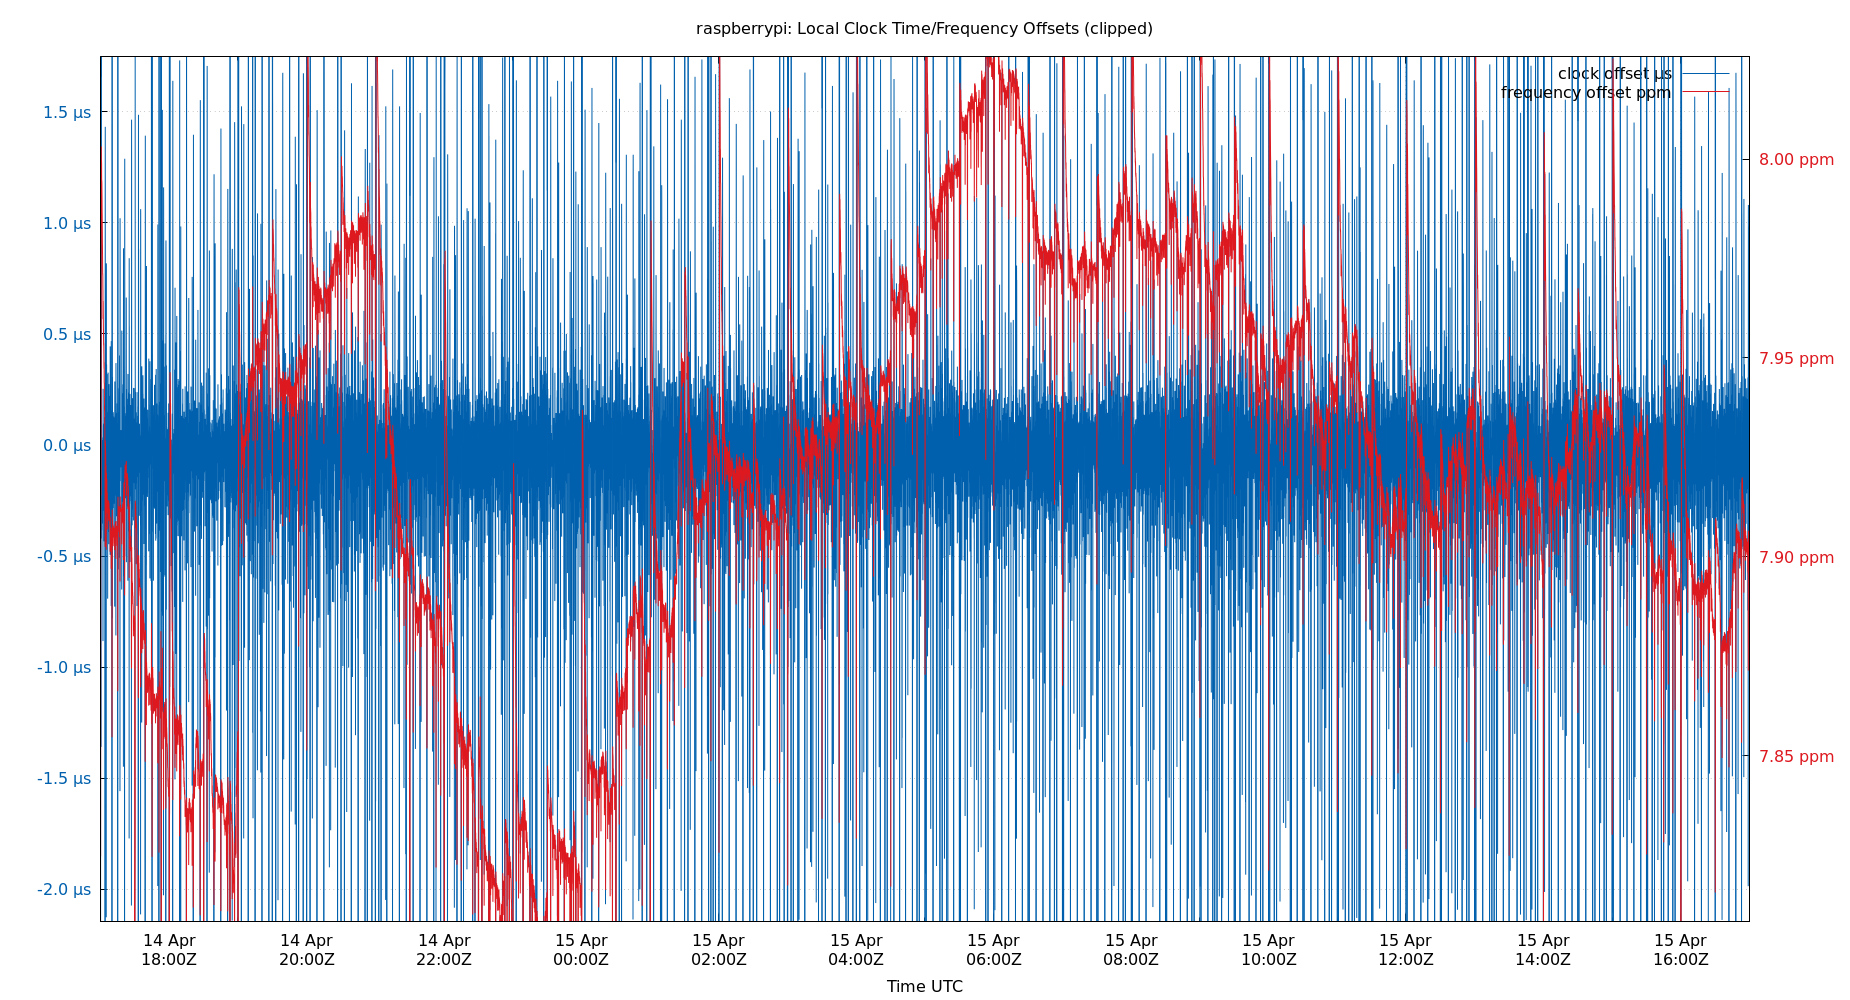 raspberrypi: Local Clock Time/Frequency Offsets (clipped)
clock offset µs
frequency offset ppm
1.5 µs
1.0 µs
0.5 µs
0.0 µs
-0.5 µs
-1.0 µs
-1.5 µs
-2.0 µs
8.00 ppm
7.95 ppm
7.90 ppm
7.85 ppm
14 Apr 14 Apr 14 Apr 15 Apr 15 Apr 15 Apr 15 Apr 15 Apr 15 Apr 15 Apr 15 Apr 15 Apr
18:00Z 20:00Z 22:00Z 00:00Z 02:00Z 04:00Z 06:00Z 08:00Z 10:00Z 12:00Z 14:00Z 16:00Z
Time UTC